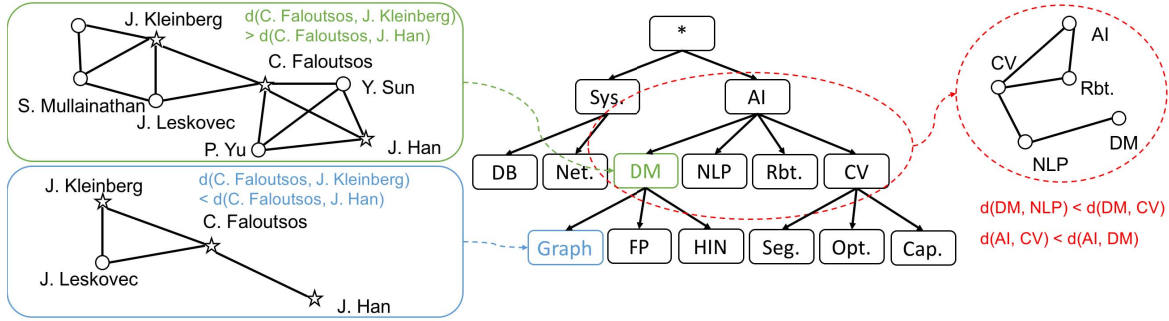 J. Kleinberg
d(C. Faloutsos, J. Kleinberg)
> d(C. Faloutsos, J. Han)
C. Faloutsos
Y. Sun
S. Mullainathan
J. Leskovec
P. Yu
J. Han
J. Kleinberg
d(C. Faloutsos, J. Kleinberg)
< d(C. Faloutsos, J. Han)
C. Faloutsos
J. Leskovec
J. Han
*
Sys.
AI
DB
Net.
DM
NLP
Rbt.
CV
Graph
FP
HIN
Seg.
Opt.
Cap.
AI
CV
Rbt.
DM
NLP
d(DM, NLP) < d(DM, CV)
d(AI, CV) < d(AI, DM)